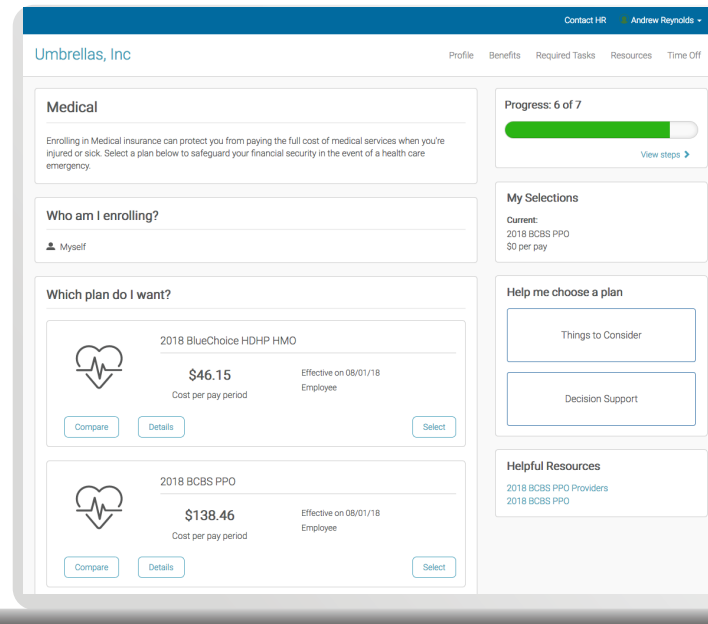 Contact HR
Andrew Reynolds
Umbrellas, Inc
Profile Benefits Required Tasks Resources Time Off
Medical
Enrolling in Medical insurance can protect you from paying the full cost of medical services when you're
injured or sick. Select a plan below to safeguard your financial security in the event of a health care
emergency.
Who am I enrolling?
Myself
Which plan do I want?
2018 BlueChoice HDHP HMO
$46.15
Cost per pay period
Effective on 08/01/18
Employee
Compare
Details
Select
2018 BCBS PPO
$138.46
Cost per pay period
Effective on 08/01/18
Employee
Compare
Details
Select
Progress: 6 of 7
View steps
My Selections
Current:
2018 BCBS PPO
$0 per pay
Help me choose a plan
Things to Consider
Decision Support
Helpful Resources
2018 BCBS PPO Providers
2018 BCBS PPO